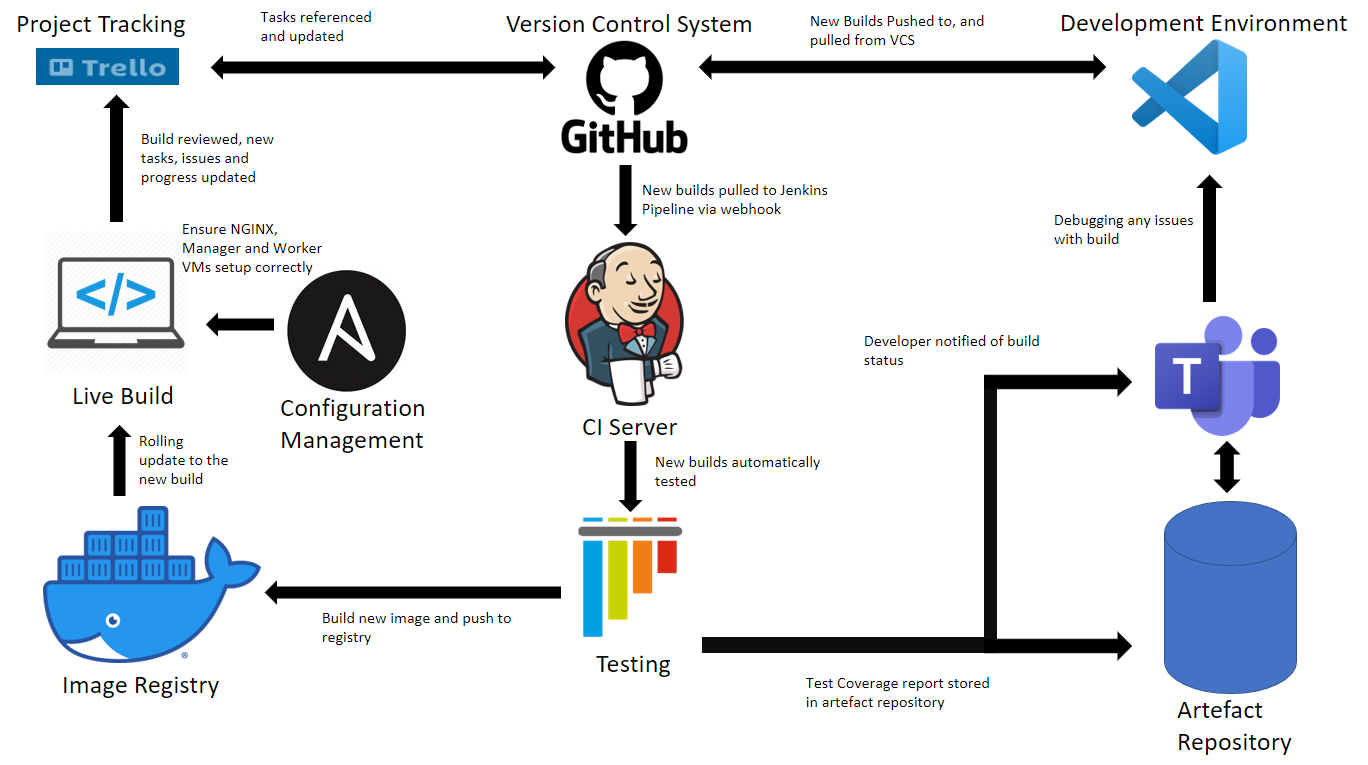 Project Tracking
Trello
Tasks referenced
and updated
Version Control System
GitHub
New Builds Pushed to, and
pulled from VCS
Development Environment
Build reviewed, new
tasks, issues and
progress updated
New builds pulled to Jenkins
Pipeline via webhook
Debugging any issues
with build
Ensure NGINX,
Manager and Worker
VMs setup correctly
</>
Live Build
Configuration
Management
CI Server
Developer notified of build
status
T
Rolling
update to the
new build
New builds automatically
tested
Build new image and push to
registry
®
Image Registry
Testing
Test Coverage report stored
in artefact repository
Artefact
Repository